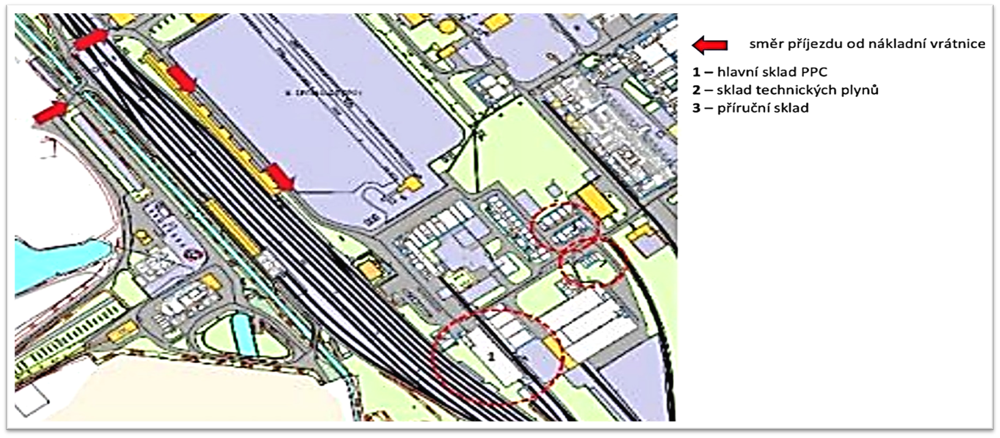 směr příjezdu od nákladní vrátnice
1 – hlavní sklad PPC
2 – sklad technických plynů
3 – příruční sklad
1